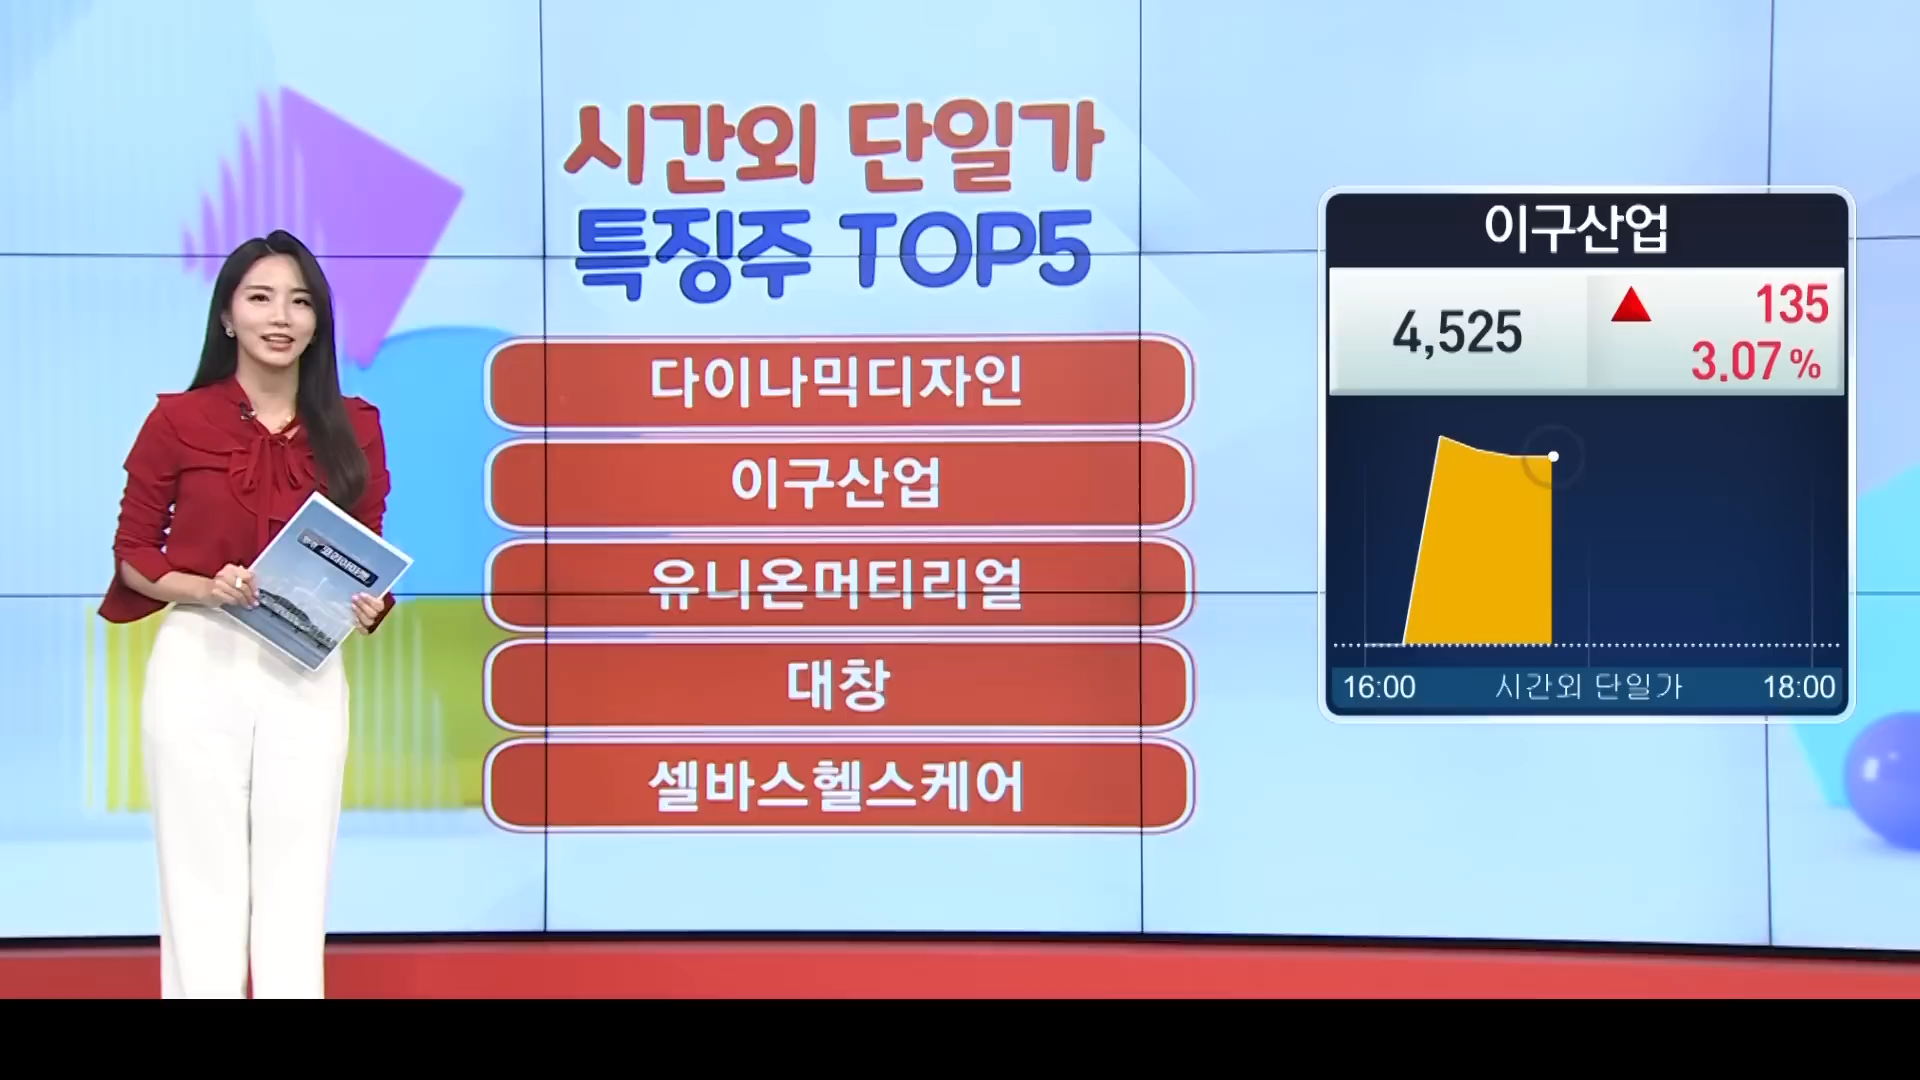 시간외 단일가
특징주 TOP5
다이나믹디자인
이구산업
유니온머티리얼
대창
셀바스헬스케어
이구산업
4,525
▲ 135
3.07%
16:00 시간외 단일가 18:00